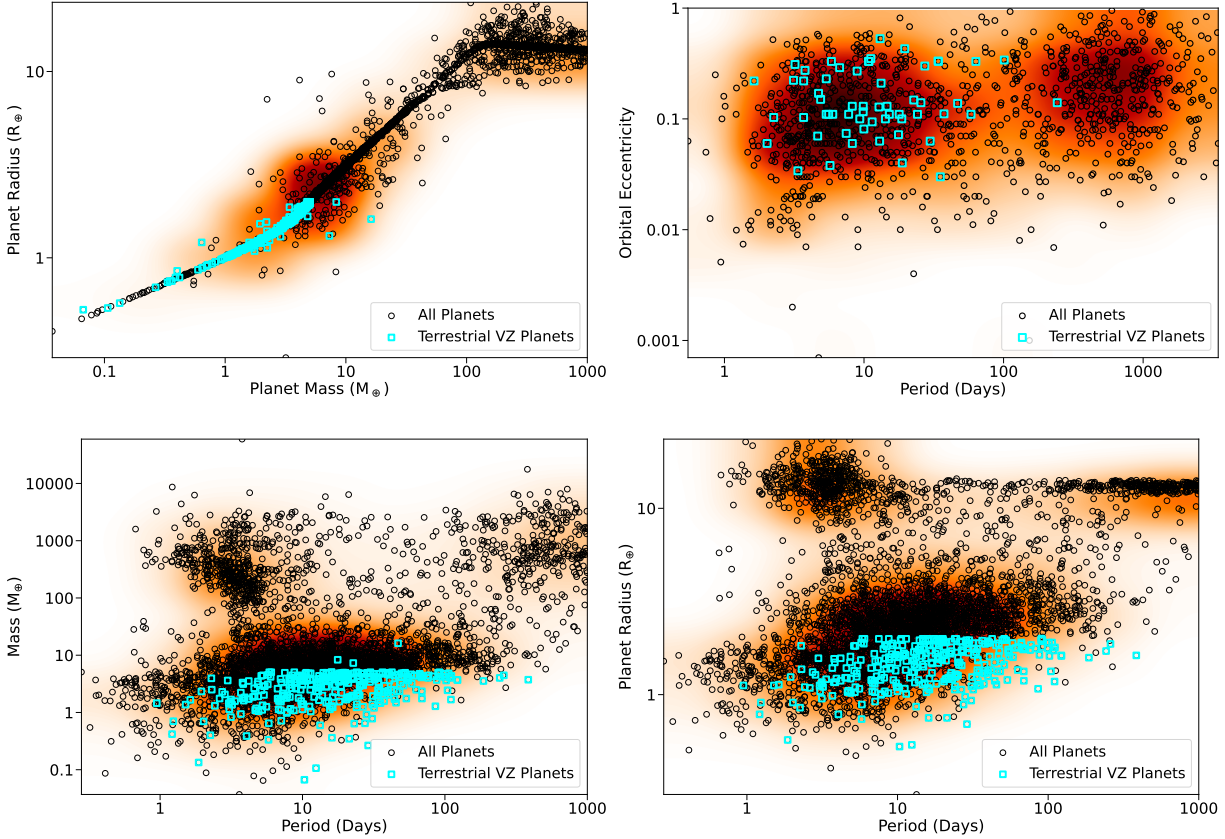 10
1
Planet Radius (R⊕)
0.1
1
10
100
1000
Planet Mass (M⊕)
All Planets
Terrestrial VZ Planets
1
0.1
0.01
0.001
Orbital Eccentricity
1
10
100
1000
Period (Days)
All Planets
Terrestrial VZ Planets
10000
1000
100
10
1
0.1
Mass (M⊕)
1
10
100
1000
Period (Days)
All Planets
Terrestrial VZ Planets
10
1
Planet Radius (R⊕)
1
10
100
1000
Period (Days)
All Planets
Terrestrial VZ Planets